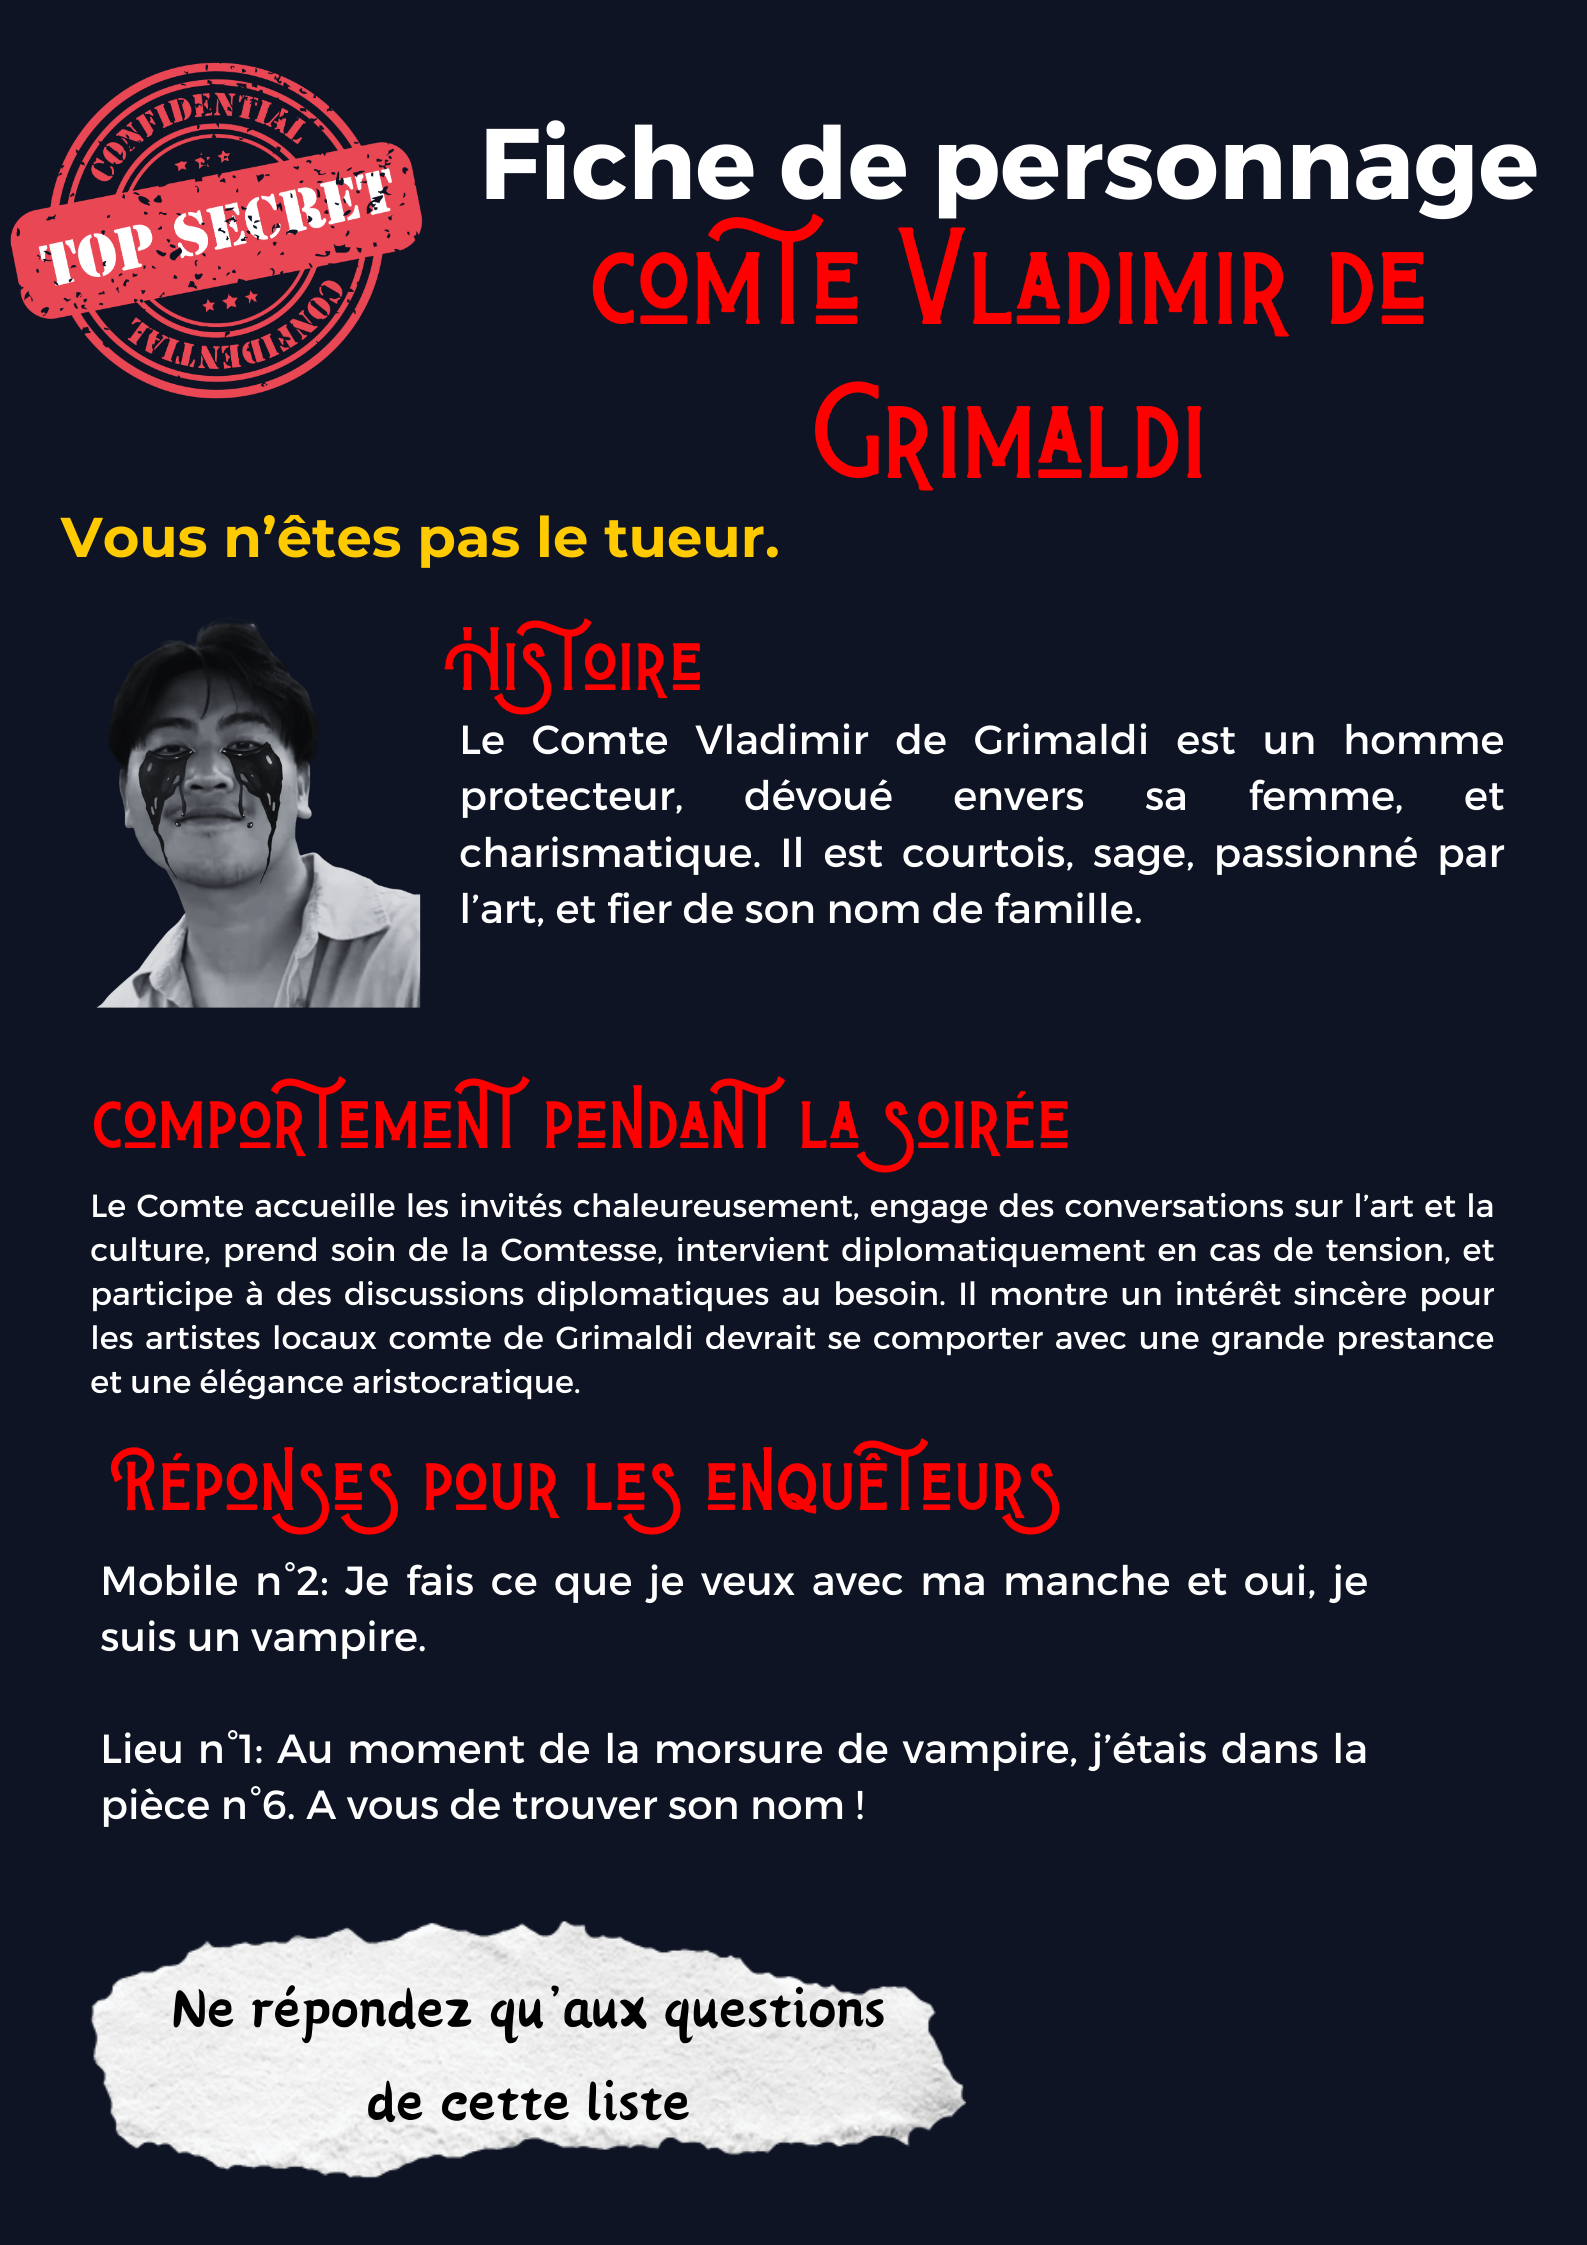 CONFIDENTIAL
TOP SECRET
CONFIDENTIAL
Fiche de personnage
comte Vladimir de
Grimaldi
Vous n’êtes pas le tueur.
Histoire
Le Comte Vladimir de Grimaldi est un homme
protecteur, dévoué envers sa femme, et
charismatique. Il est courtois, sage, passionné par
l’art, et fier de son nom de famille.
comportement pendant la soirée
Le Comte accueille les invités chaleureusement, engage des conversations sur l’art et la
culture, prend soin de la Comtesse, intervient diplomatiquement en cas de tension, et
participe à des discussions diplomatiques au besoin. Il montre un intérêt sincère pour
les artistes locaux comte de Grimaldi devrait se comporter avec une grande prestance
et une élégance aristocratique.
Réponses pour les enquêteurs
Mobile n°2: Je fais ce que je veux avec ma manche et oui, je
suis un vampire.
Lieu n°1: Au moment de la morsure de vampire, j’étais dans la
pièce n°6. A vous de trouver son nom !
Ne répondez qu’aux questions
de cette liste